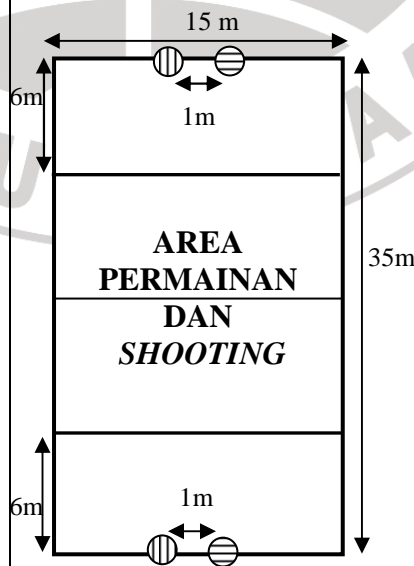 15 m
6m
1m
AREA
PERMAINAN
DAN
SHOOTING
35m
6m
1m